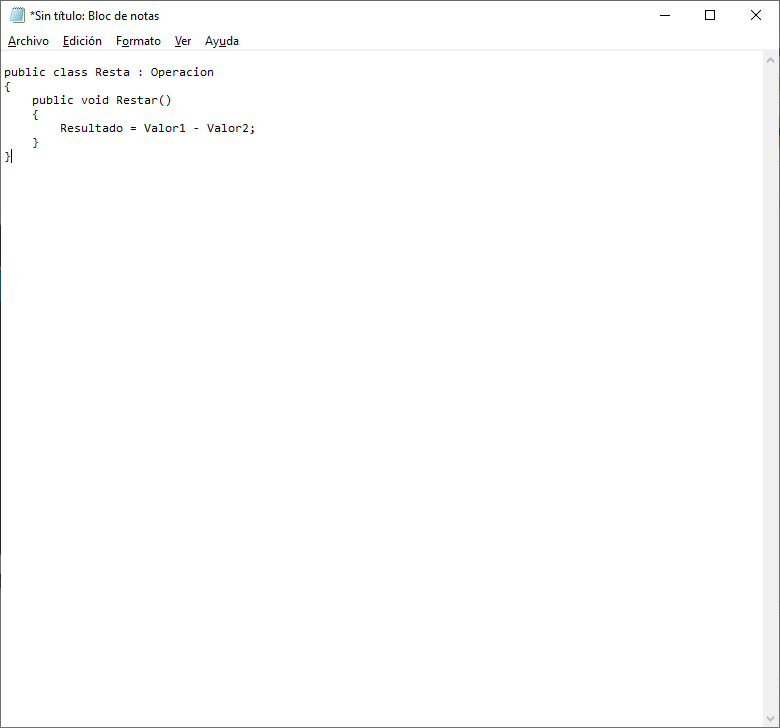 *Sin título: Bloc de notas
Archivo Edición Formato Ver Ayuda
public class Resta : Operacion
{
    public void Restar()
    {
        Resultado = Valor1 - Valor2;
    }
}